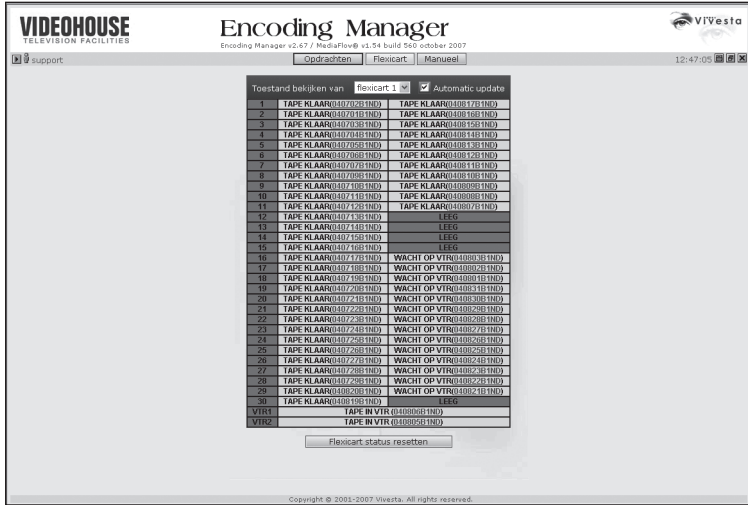 VIDEOHOUSE
TELEVISION FACILITIES
Encoding Manager
Encoding Manager v2.67 / MediaFlow® v1.54 build 560 october 2007
ViVesta
support
Opdrachten Flexicart Manueel
12:47:05
Toestand bekijken van flexicart 1 Automatic update
1 TAPE KLAAR(040702B1ND) TAPE KLAAR(040817B1ND)
2 TAPE KLAAR(040701B1ND) TAPE KLAAR(040816B1ND)
3 TAPE KLAAR(040703B1ND) TAPE KLAAR(040815B1ND)
4 TAPE KLAAR(040704B1ND) TAPE KLAAR(040814B1ND)
5 TAPE KLAAR(040705B1ND) TAPE KLAAR(040813B1ND)
6 TAPE KLAAR(040706B1ND) TAPE KLAAR(040812B1ND)
7 TAPE KLAAR(040707B1ND) TAPE KLAAR(040811B1ND)
8 TAPE KLAAR(040709B1ND) TAPE KLAAR(040810B1ND)
9 TAPE KLAAR(040710B1ND) TAPE KLAAR(040809B1ND)
10 TAPE KLAAR(040711B1ND) TAPE KLAAR(040808B1ND)
11 TAPE KLAAR(040712B1ND) TAPE KLAAR(040807B1ND)
12 TAPE KLAAR(040713B1ND) LEEG
13 TAPE KLAAR(040714B1ND) LEEG
14 TAPE KLAAR(040715B1ND) LEEG
15 TAPE KLAAR(040716B1ND) LEEG
16 TAPE KLAAR(040717B1ND) WACHT OP VTR(040803B1ND)
17 TAPE KLAAR(040718B1ND) WACHT OP VTR(040802B1ND)
18 TAPE KLAAR(040719B1ND) WACHT OP VTR(040801B1ND)
19 TAPE KLAAR(040720B1ND) WACHT OP VTR(040831B1ND)
20 TAPE KLAAR(040721B1ND) WACHT OP VTR(040830B1ND)
21 TAPE KLAAR(040722B1ND) WACHT OP VTR(040829B1ND)
22 TAPE KLAAR(040723B1ND) WACHT OP VTR(040828B1ND)
23 TAPE KLAAR(040724B1ND) WACHT OP VTR(040827B1ND)
24 TAPE KLAAR(040725B1ND) WACHT OP VTR(040826B1ND)
25 TAPE KLAAR(040726B1ND) WACHT OP VTR(040825B1ND)
26 TAPE KLAAR(040727B1ND) WACHT OP VTR(040824B1ND)
27 TAPE KLAAR(040728B1ND) WACHT OP VTR(040823B1ND)
28 TAPE KLAAR(040729B1ND) WACHT OP VTR(040822B1ND)
29 TAPE KLAAR(040820B1ND) WACHT OP VTR(040821B1ND)
30 TAPE KLAAR(040819B1ND) LEEG
VTR1 TAPE IN VTR (040806B1ND)
VTR2 TAPE IN VTR (040805B1ND)
Flexicart status resetten
Copyright © 2001-2007 Vivesta. All rights reserved.